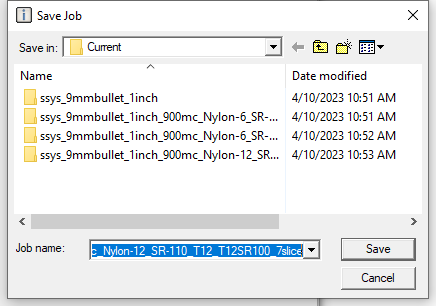 Save Job
Save in: Current
Name Date modified
ssys_9mmbullet_1inch 4/10/2023 10:51 AM
ssys_9mmbullet_1inch_900mc_Nylon-6_SR-... 4/10/2023 10:51 AM
ssys_9mmbullet_1inch_900mc_Nylon-6_SR-... 4/10/2023 10:52 AM
ssys_9mmbullet_1inch_900mc_Nylon-12_SR... 4/10/2023 10:53 AM
Job name: c_Nylon-12_SR-110_T12_T12SR100_7slice Save
Cancel